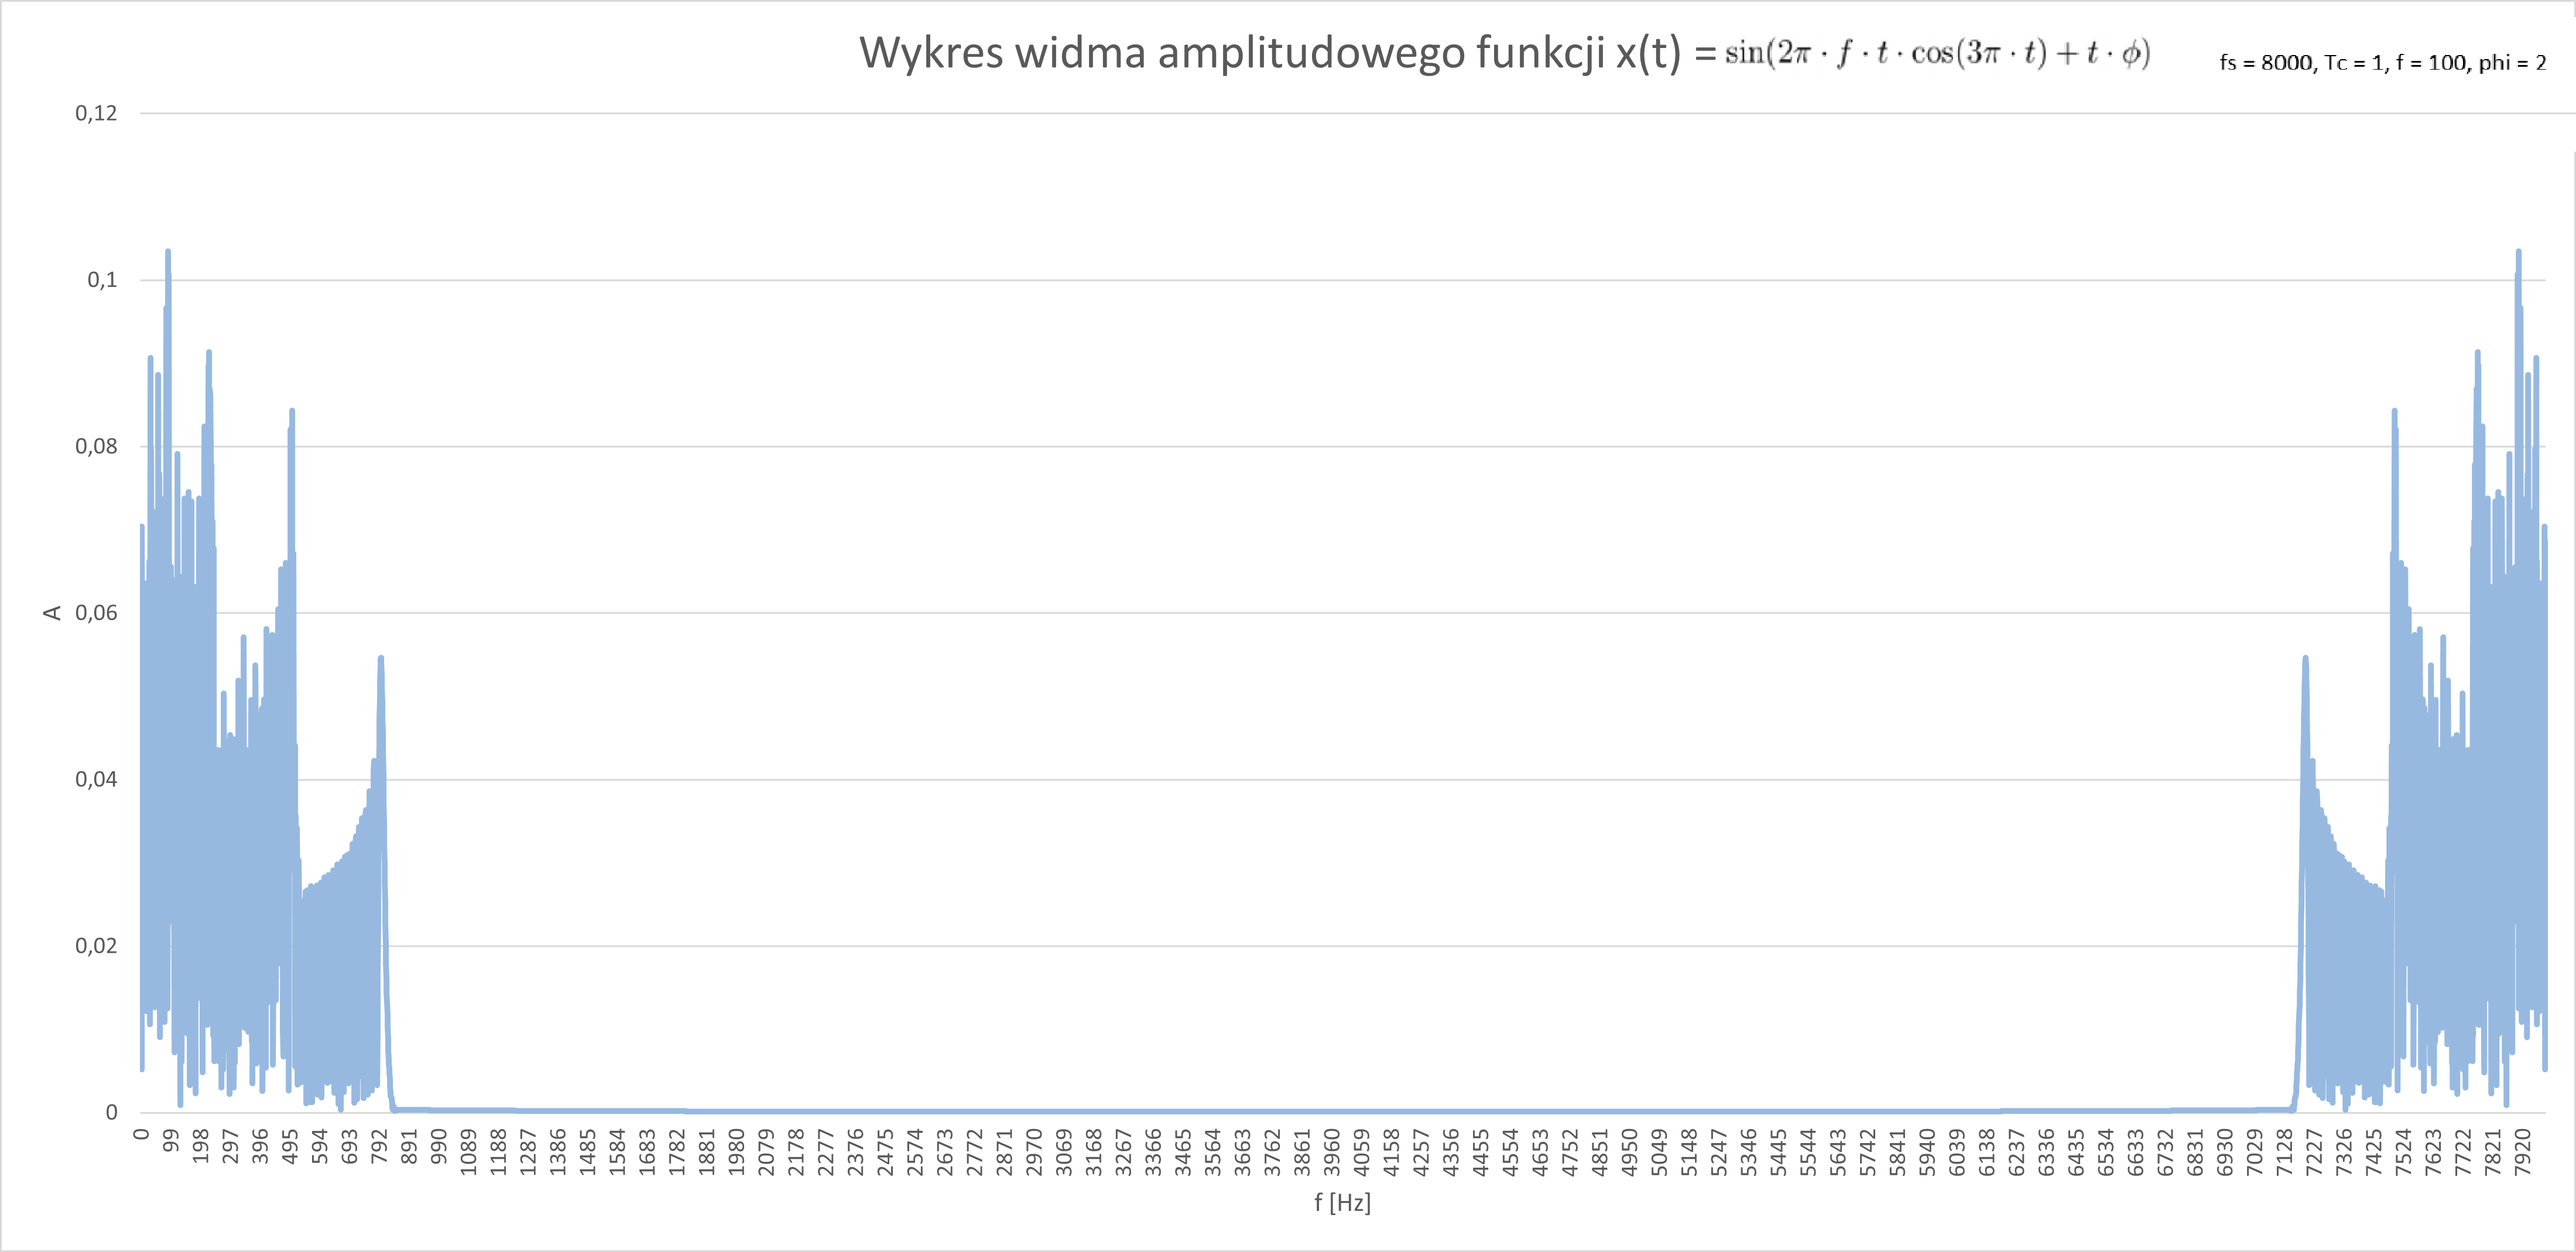 Wykres widma amplitudowego funkcji x(t) = sin(2π · f · t · cos(3π · t) + t · ϕ)
fs = 8000, Tc = 1, f = 100, phi = 2
0,12
0,1
0,08
A
0,06
0,04
0,02
0
0 99 198 297 396 495 594 693 792 891 990 1089 1188 1287 1386 1485 1584 1683 1782 1881 1980 2079 2178 2277 2376 2475 2574 2673 2772 2871 2970 3069 3168 3267 3366 3465 3564 3663 3762 3861 3960 4059 4158 4257 4356 4455 4554 4653 4752 4851 4950 5049 5148 5247 5346 5445 5544 5643 5742 5841 5940 6039 6138 6237 6336 6435 6534 6633 6732 6831 6930 7029 7128 7227 7326 7425 7524 7623 7722 7821 7920
f [Hz]